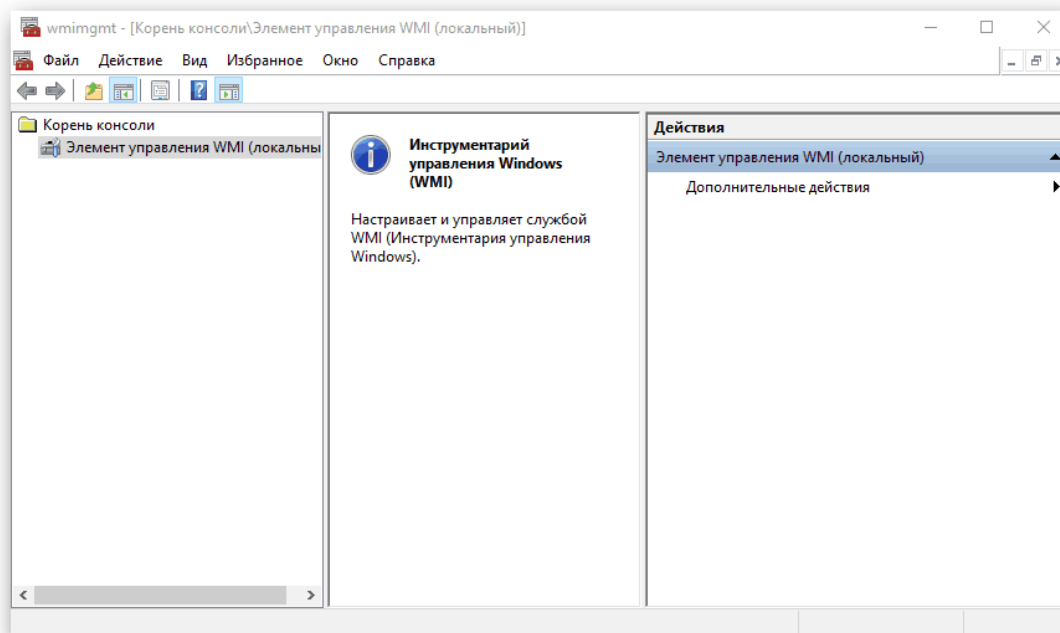 wmimgmt - [Корень консоли\Элемент управления WMI (локальный)]
Файл Действие Вид Избранное Окно Справка
Корень консоли
Элемент управления WMI (локальны
Инструментарий
управления Windows
(WMI)
Настраивает и управляет службой
WMI (Инструментария управления
Windows).
Действия
Элемент управления WMI (локальный)
Дополнительные действия